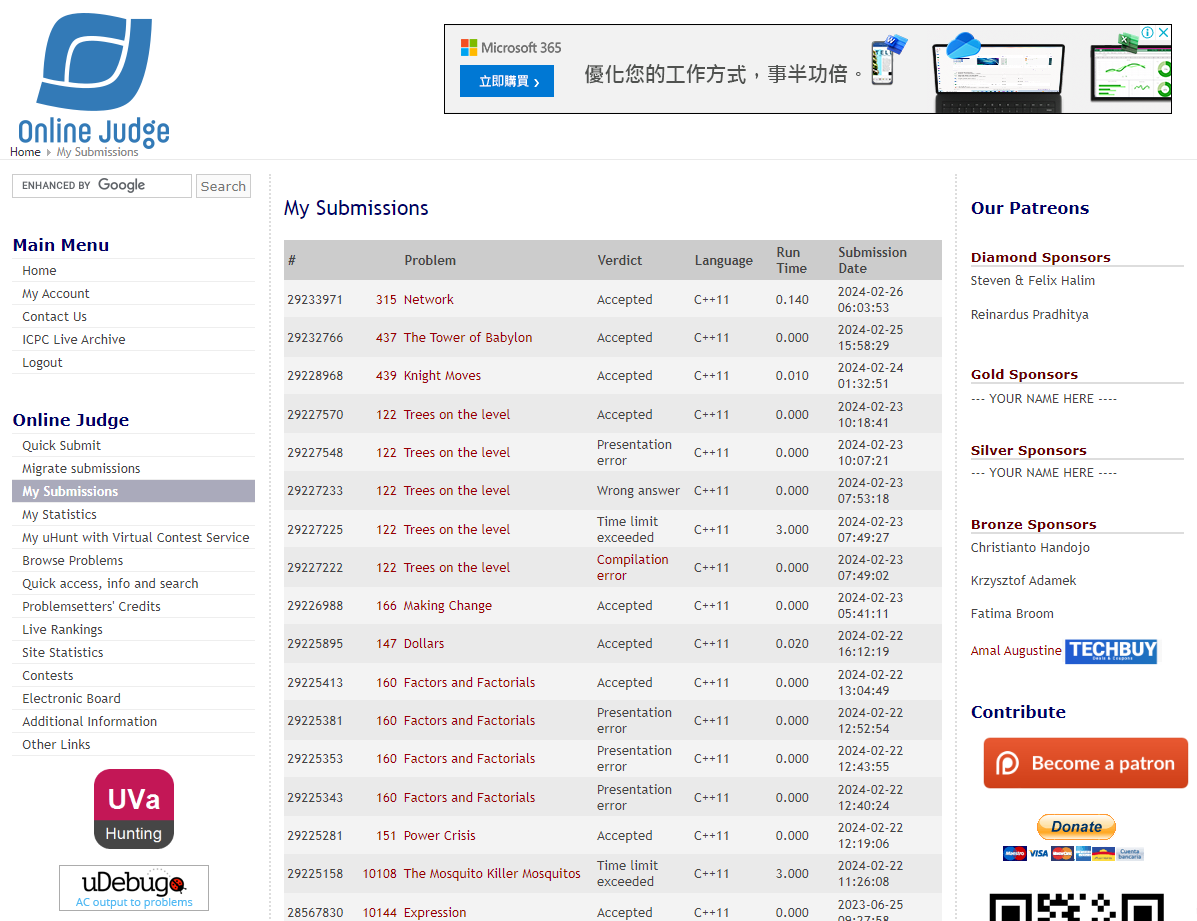 Online Judge
Home My Submissions
Microsoft 365
立即購買 ›
優化您的工作方式，事半功倍。
ENHANCED BY Google
Search
Main Menu
Home
My Account
Contact Us
ICPC Live Archive
Logout
Online Judge
Quick Submit
Migrate submissions
My Submissions
My Statistics
My uHunt with Virtual Contest Service
Browse Problems
Quick access, info and search
Problemsetters' Credits
Live Rankings
Site Statistics
Contests
Electronic Board
Additional Information
Other Links
UVa
Hunting
uDebug
AC output to problems
My Submissions
# Problem Verdict Language Run Time Submission Date
29233971 315 Network Accepted C++11 0.140 2024-02-26 06:03:53
29232766 437 The Tower of Babylon Accepted C++11 0.000 2024-02-25 15:58:29
29228968 439 Knight Moves Accepted C++11 0.010 2024-02-24 01:32:51
29227570 122 Trees on the level Accepted C++11 0.000 2024-02-23 10:18:41
29227548 122 Trees on the level Presentation error C++11 0.000 2024-02-23 10:07:21
29227233 122 Trees on the level Wrong answer C++11 0.000 2024-02-23 07:53:18
29227225 122 Trees on the level Time limit exceeded C++11 3.000 2024-02-23 07:49:27
29227222 122 Trees on the level Compilation error C++11 0.000 2024-02-23 07:49:02
29226988 166 Making Change Accepted C++11 0.000 2024-02-23 05:41:11
29225895 147 Dollars Accepted C++11 0.020 2024-02-22 16:12:19
29225413 160 Factors and Factorials Accepted C++11 0.000 2024-02-22 13:04:49
29225381 160 Factors and Factorials Presentation error C++11 0.000 2024-02-22 12:52:54
29225353 160 Factors and Factorials Presentation error C++11 0.000 2024-02-22 12:43:55
29225343 160 Factors and Factorials Presentation error C++11 0.000 2024-02-22 12:40:24
29225281 151 Power Crisis Accepted C++11 0.000 2024-02-22 12:19:06
29225158 10108 The Mosquito Killer Mosquitos Time limit exceeded C++11 3.000 2024-02-22 11:26:08
28567830 10144 Expression Accepted C++11 0.000 2023-06-25 09:27:58
Our Patreons
Diamond Sponsors
Steven & Felix Halim
Reinardus Pradhitya
Gold Sponsors
--- YOUR NAME HERE ----
Silver Sponsors
--- YOUR NAME HERE ----
Bronze Sponsors
Christianto Handojo
Krzysztof Adamek
Fatima Broom
Amal Augustine TECHBUY
Contribute
Become a patron
Donate
VISA
Cuenta bancaria